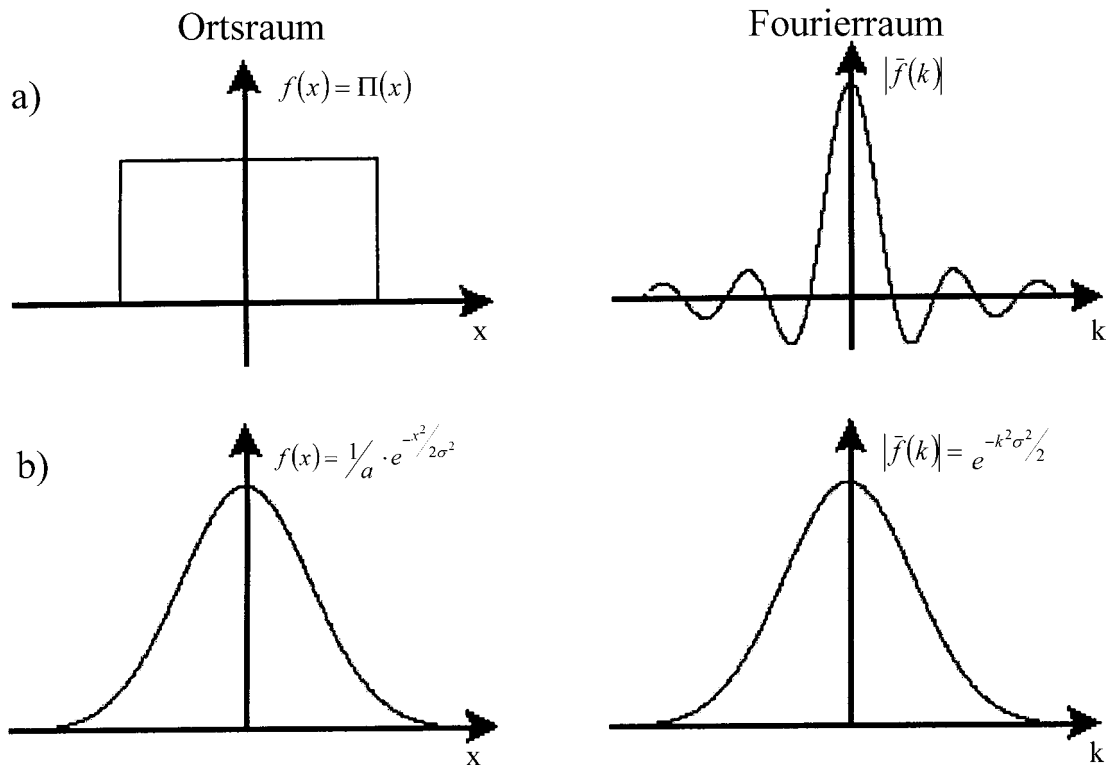 Ortsraum
Fourierraum
a)
f(x) = Π(x)
|f̄(k)|
x
k
b)
f(x) = 1/a · e^{-x²/2σ²}
|f̄(k)| = e^{-k²σ²/2}
x
k